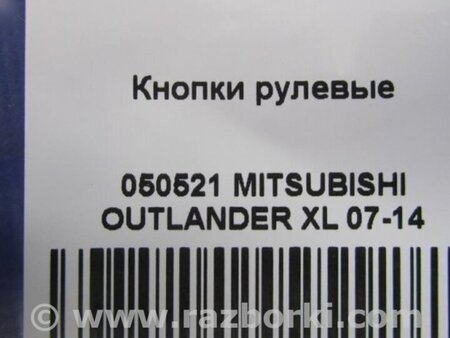 Кнопки рулевые
050521 MITSUBISHI
OUTLANDER XL 07-14
© www.razborki.com